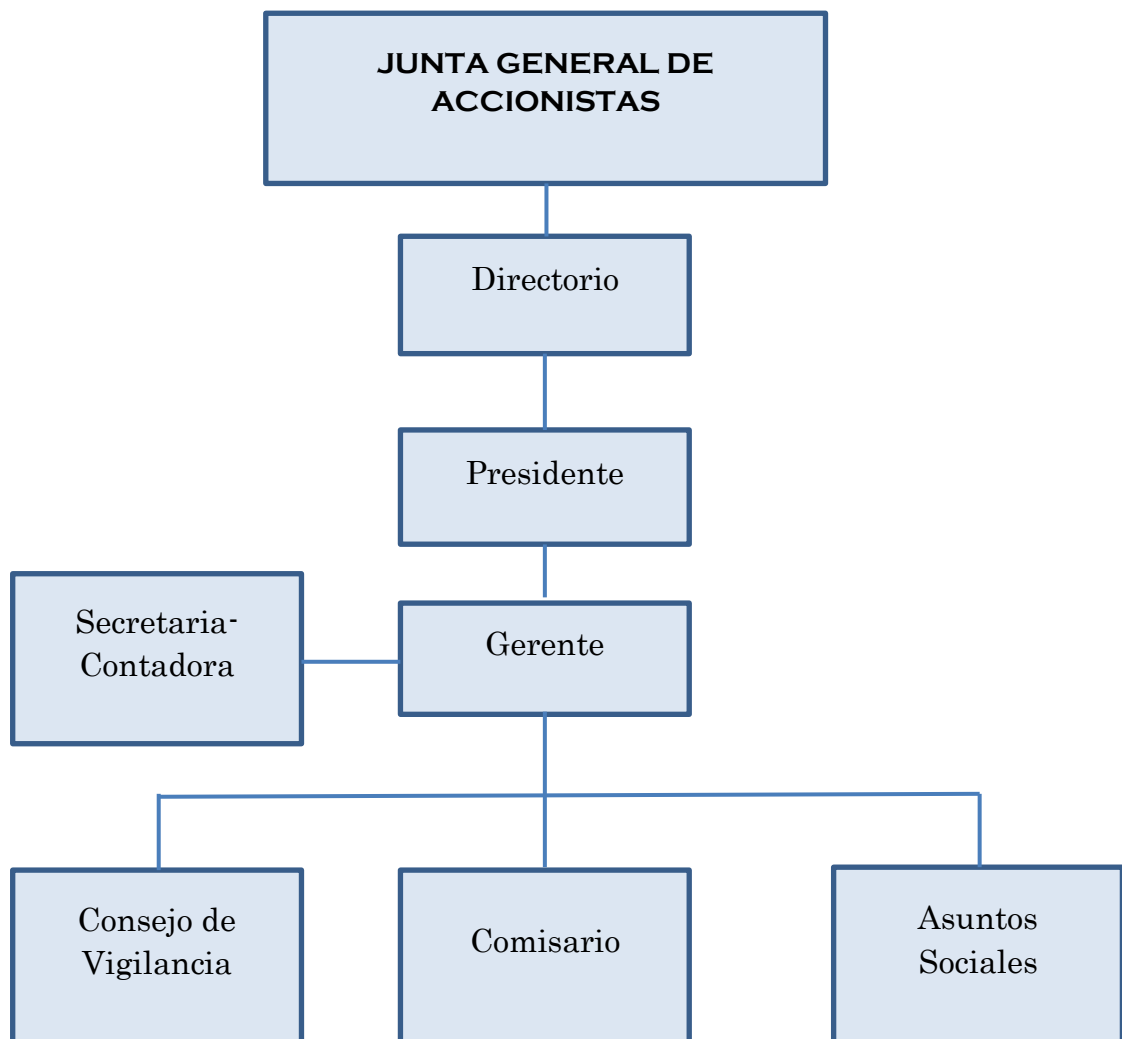 JUNTA GENERAL DE
ACCIONISTAS
Directorio
Presidente
Secretaria-
Contadora
Gerente
Consejo de
Vigilancia
Comisario
Asuntos
Sociales